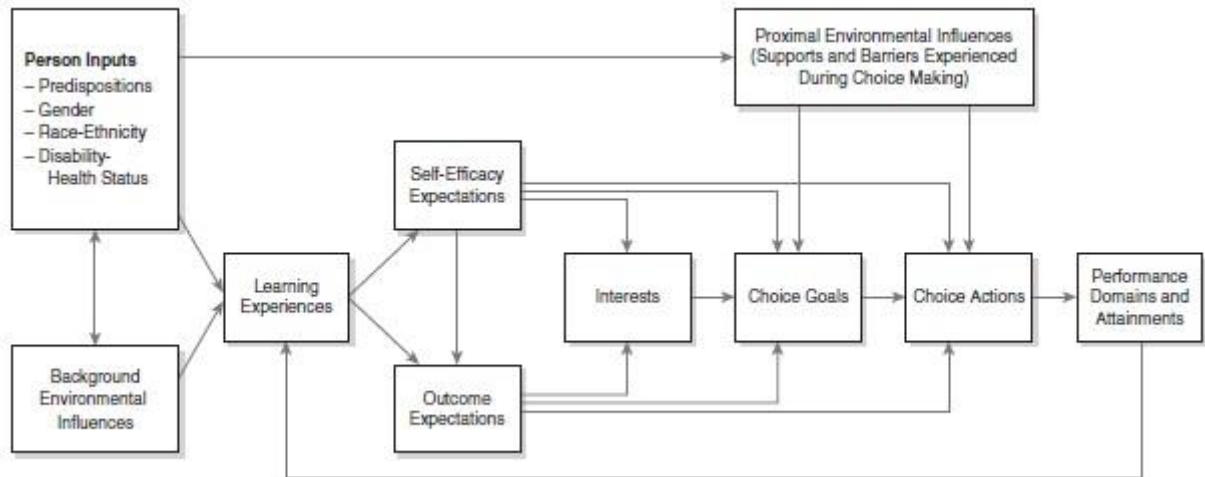 Person Inputs
– Predispositions
– Gender
– Race-Ethnicity
– Disability-
Health Status
Proximal Environmental Influences
(Supports and Barriers Experienced
During Choice Making)
Self-Efficacy
Expectations
Learning
Experiences
Interests
Choice Goals
Choice Actions
Performance
Domains and
Attainments
Background
Environmental
Influences
Outcome
Expectations